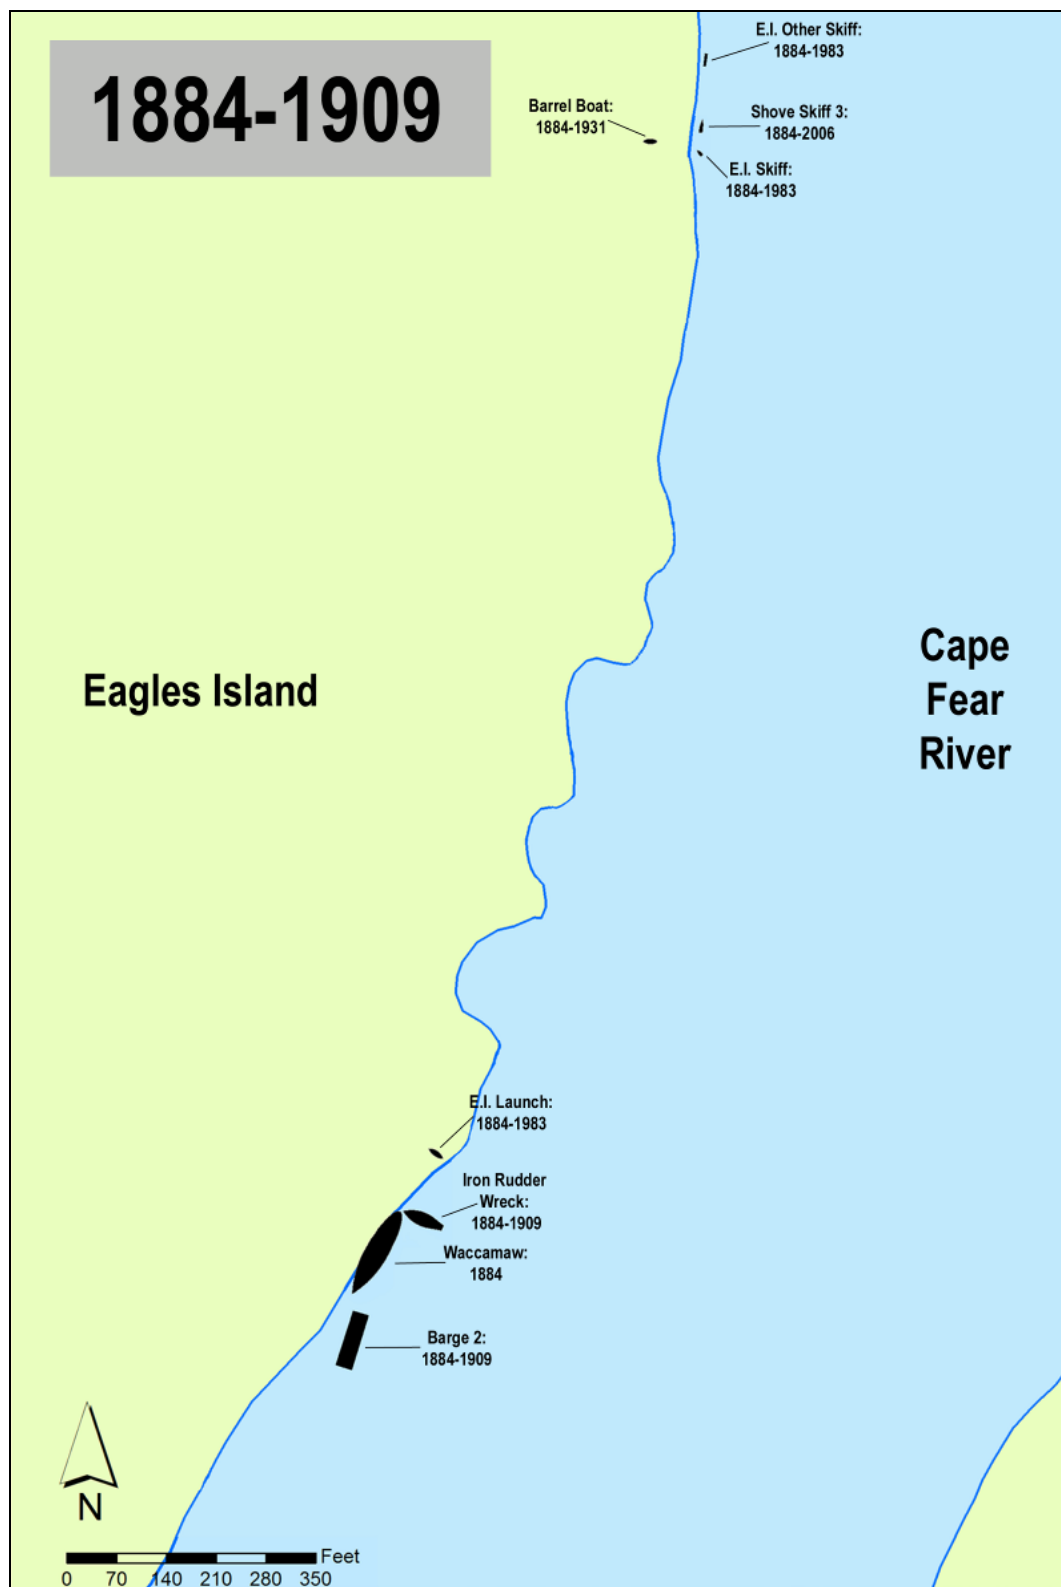 1884-1909
E.I. Other Skiff:
1884-1983
Barrel Boat:
1884-1931
Shove Skiff 3:
1884-2006
E.I. Skiff:
1884-1983
Eagles Island
Cape
Fear
River
E.I. Launch:
1884-1983
Iron Rudder
Wreck:
1884-1909
Waccamaw:
1884
Barge 2:
1884-1909
N
Feet
0 70 140 210 280 350